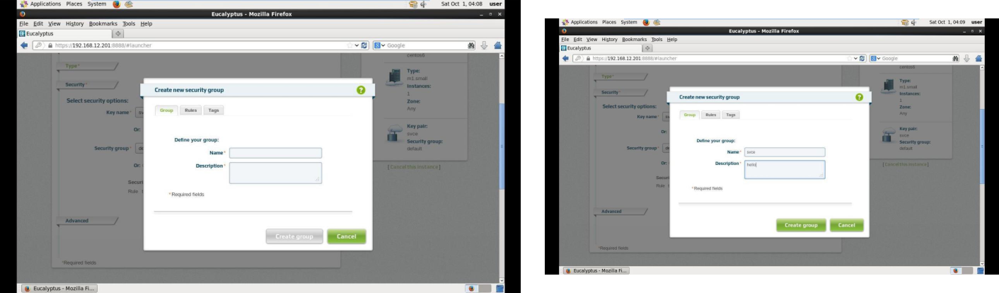 Applications Places System
Sat Oct 1, 04:08 user
Eucalyptus - Mozilla Firefox
File Edit View History Bookmarks Tools Help
Eucalyptus
https://192.168.12.201:8888/#launcher
Google
centos6
Type*
Type:
m1.small
Instances:
1
Zone:
Any
Security*
Create new security group
Select security options:
Key name* sv
Group Rules Tags
Or:
Key pair:
svce
Security group:
default
Define your group:
Name*
Security group* de
Description*
Or:
[Cancel this instance]
Securi
Rule
*Required fields
Advanced
Create group Cancel
*Required fields
Eucalyptus - Mozilla Fi...
Applications Places System
Sat Oct 1, 04:09 user
Eucalyptus - Mozilla Firefox
File Edit View History Bookmarks Tools Help
Eucalyptus
https://192.168.12.201:8888/#launcher
Google
centos6
Type*
Type:
m1.small
Instances:
1
Zone:
Any
Security*
Create new security group
Select security options:
Key name*
Group Rules Tags
Or:
Key pair:
svce
Security group:
default
Define your group:
Name* svce
Security group* de
Description* hello
Or:
[Cancel this instance]
Securi
Rule
*Required fields
Advanced
Create group Cancel
*Required fields
Eucalyptus - Mozilla Fi...